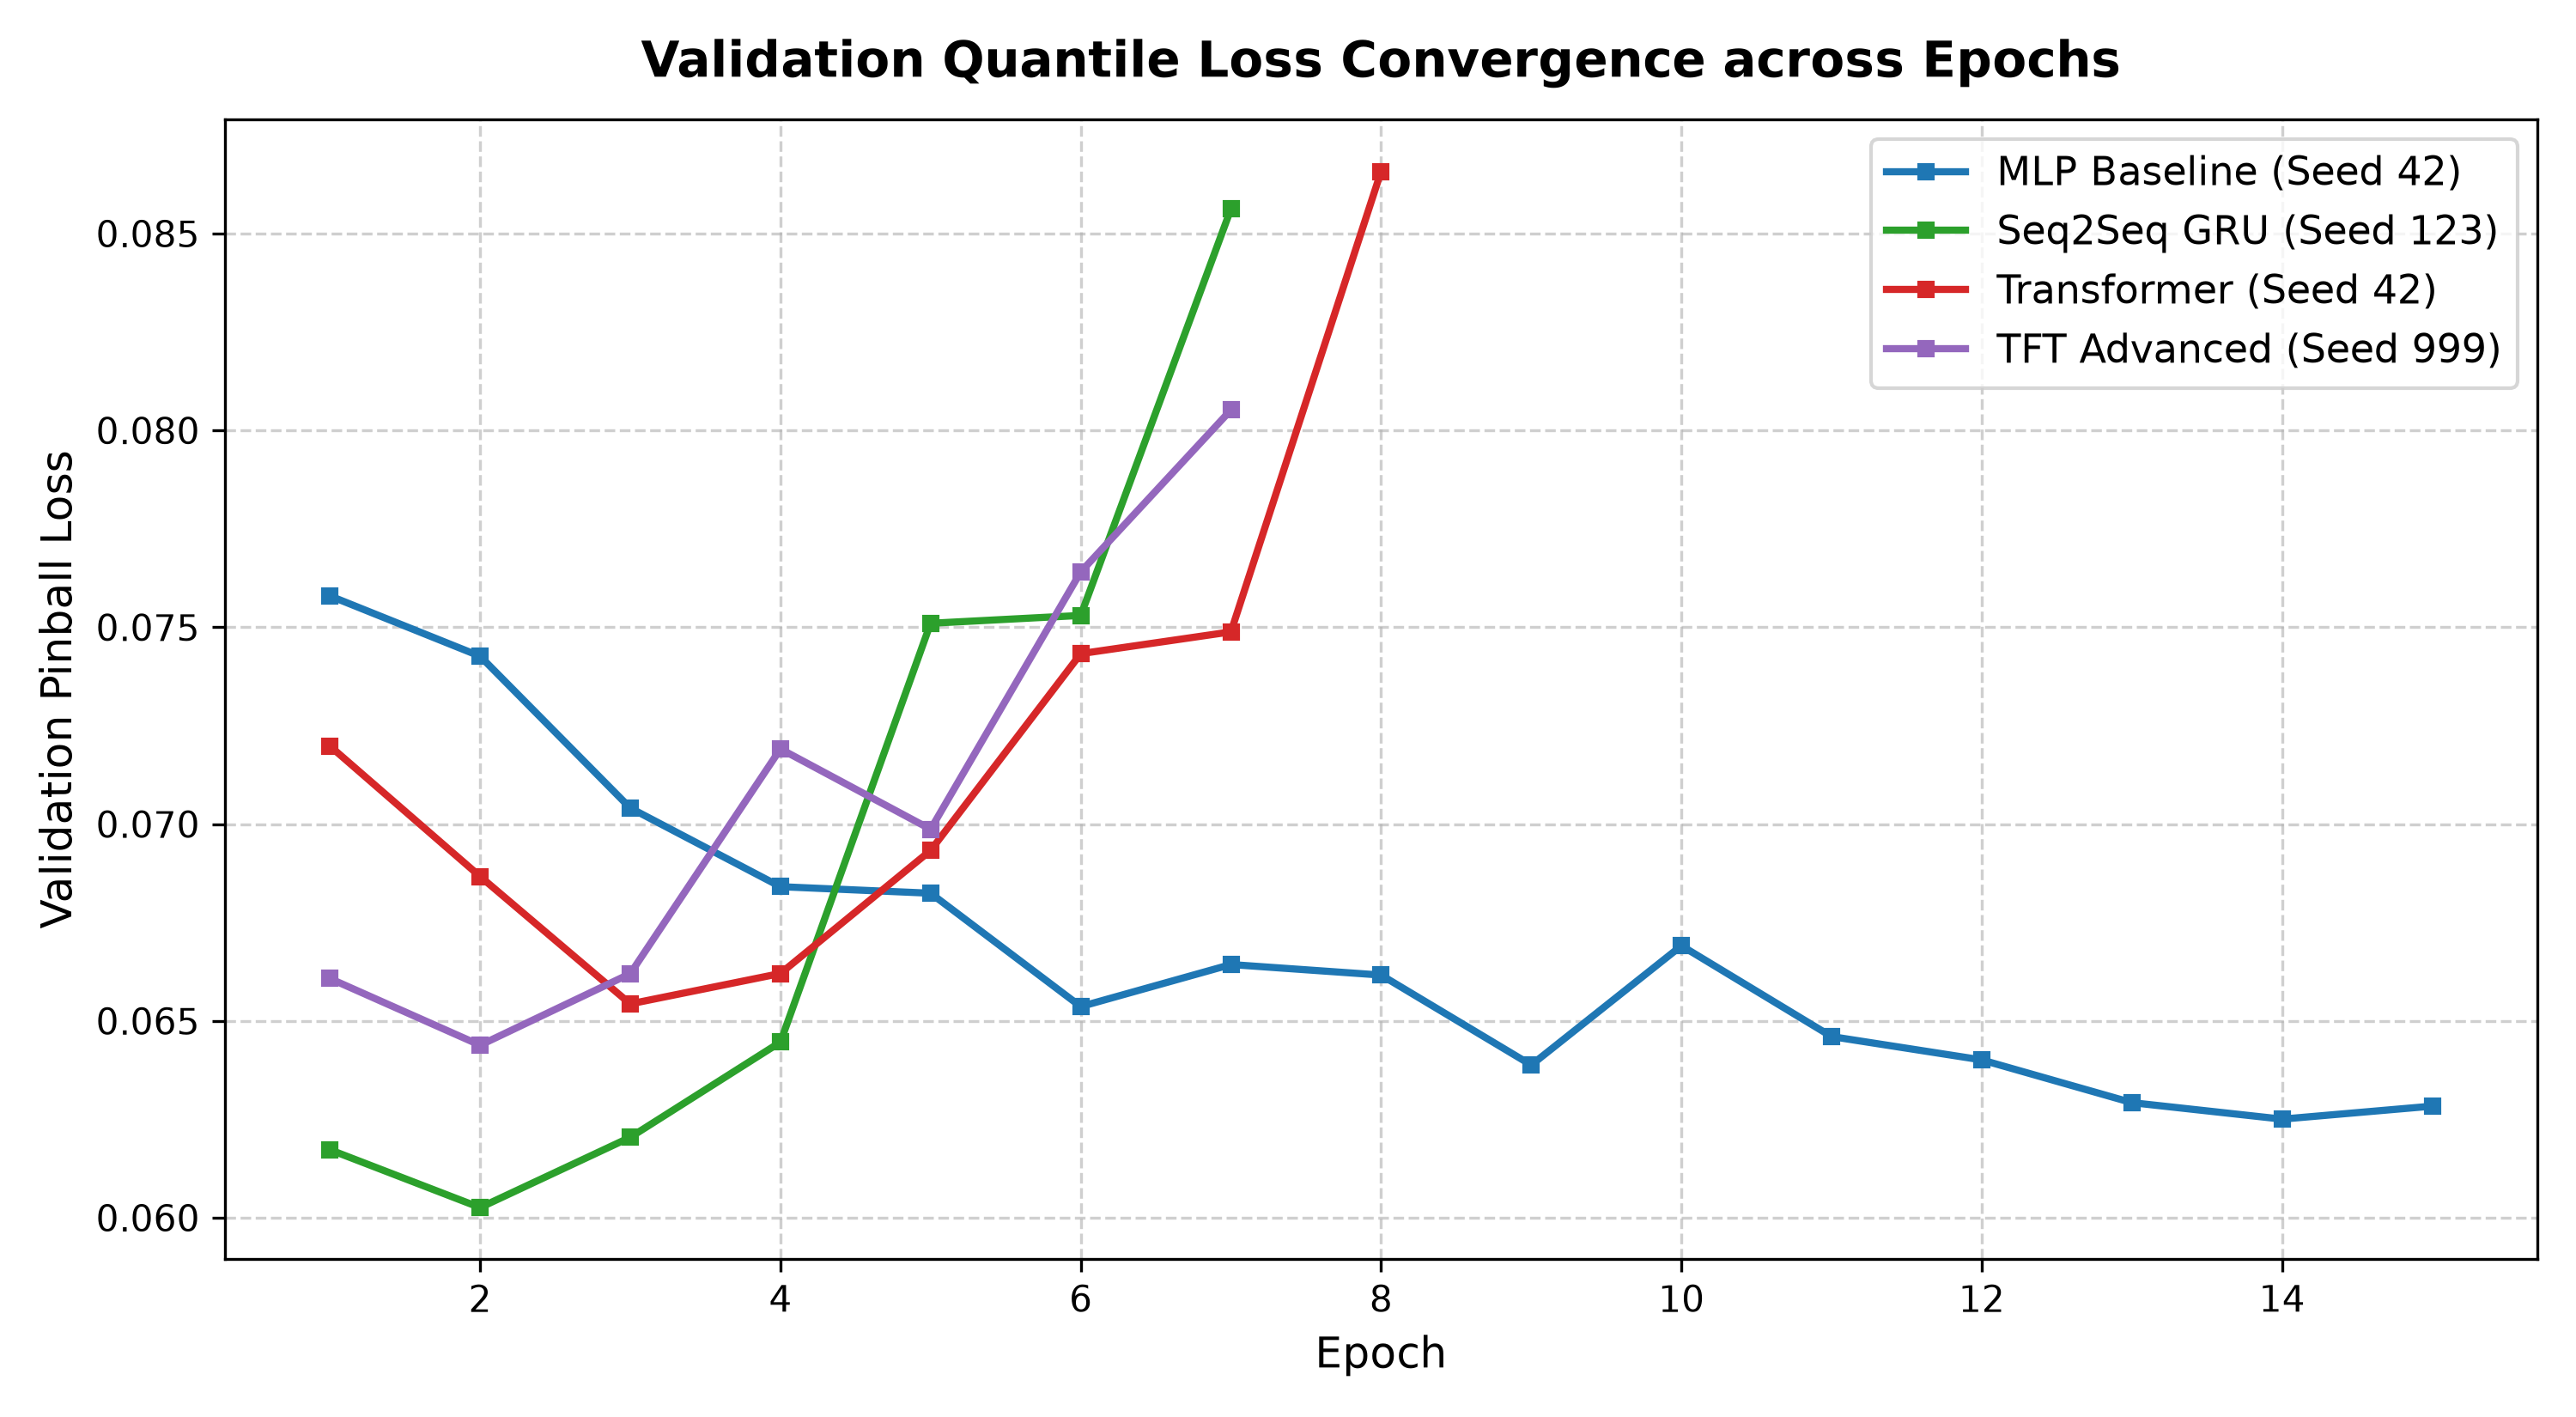 Validation Quantile Loss Convergence across Epochs
MLP Baseline (Seed 42)
Seq2Seq GRU (Seed 123)
Transformer (Seed 42)
TFT Advanced (Seed 999)
Validation Pinball Loss
0.085
0.080
0.075
0.070
0.065
0.060
2 4 6 8 10 12 14
Epoch